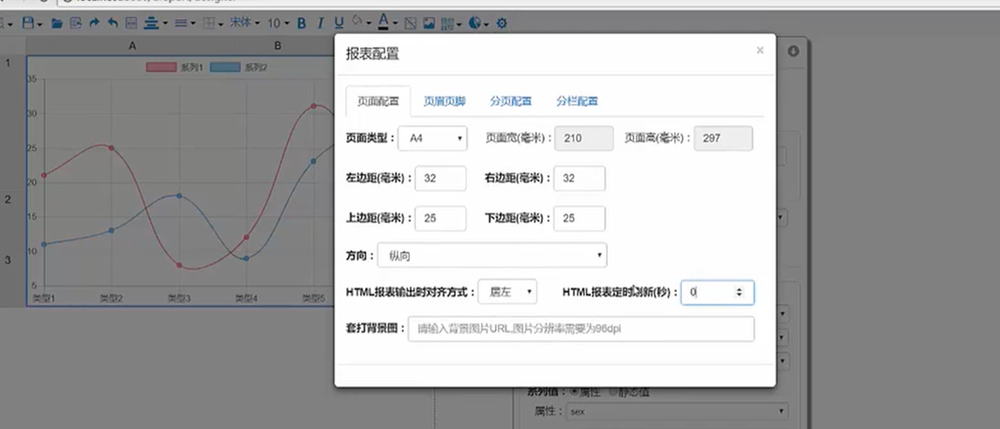 宋体 10 B I U A
A B
报表配置 ×
1
系列1 系列2
35
页面配置 页眉页脚 分页配置 分栏配置
30
页面类型： A4 页面宽(毫米)： 210 页面高(毫米)： 297
25
左边距(毫米)： 32 右边距(毫米)： 32
20
2
15
上边距(毫米)： 25 下边距(毫米)： 25
10
方向： 纵向
3
5
类型1 类型2 类型3 类型4 类型5
HTML报表输出时对齐方式： 居左 HTML报表定时刷新(秒)： 0
套打背景图： 请输入背景图片URL,图片分辨率需要为96dpi
系列值： 属性 静态值
属性： sex